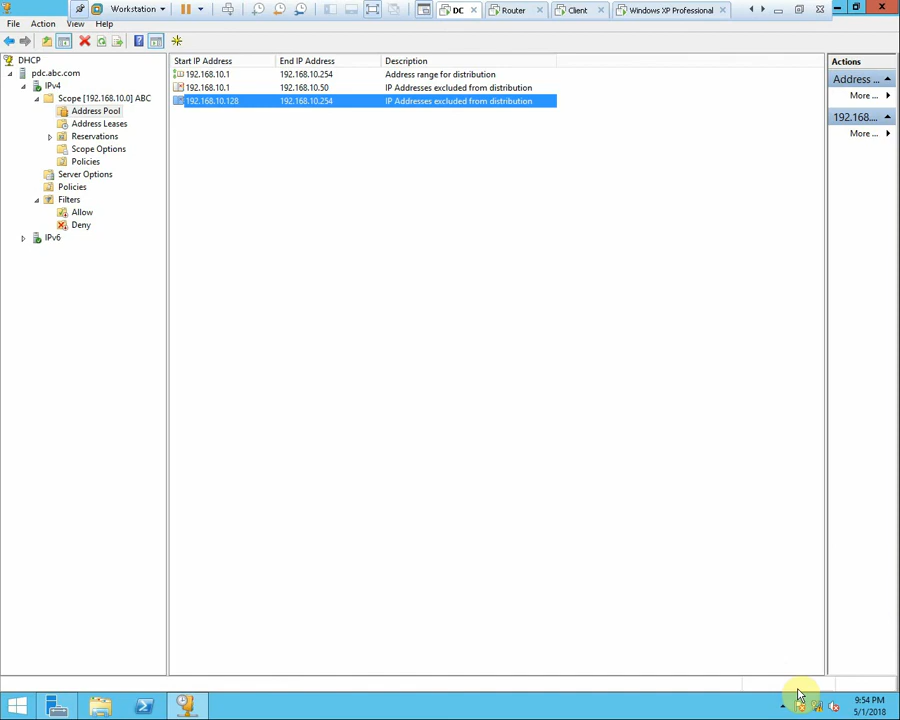 Workstation
DC
Router
Client
Windows XP Professional
File Action View Help
DHCP
pdc.abc.com
IPv4
Scope [192.168.10.0] ABC
Address Pool
Address Leases
Reservations
Scope Options
Policies
Server Options
Policies
Filters
Allow
Deny
IPv6
Start IP Address End IP Address Description
192.168.10.1 192.168.10.254 Address range for distribution
192.168.10.1 192.168.10.50 IP Addresses excluded from distribution
192.168.10.128 192.168.10.254 IP Addresses excluded from distribution
Actions
Address ...
More ...
192.168....
More ...
9:54 PM
5/1/2018